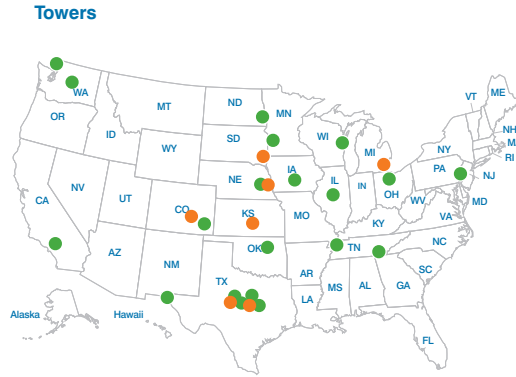 Towers
WA
MT
ND
MN
VT
ME
OR
ID
SD
WI
MI
NY
NH
RI
WY
NE
IA
IL
IN
OH
PA
NJ
CA
NV
UT
CO
KS
MO
KY
WV
VA
MD
AZ
NM
OK
AR
TN
NC
SC
TX
LA
MS
AL
GA
FL
Alaska
Hawaii